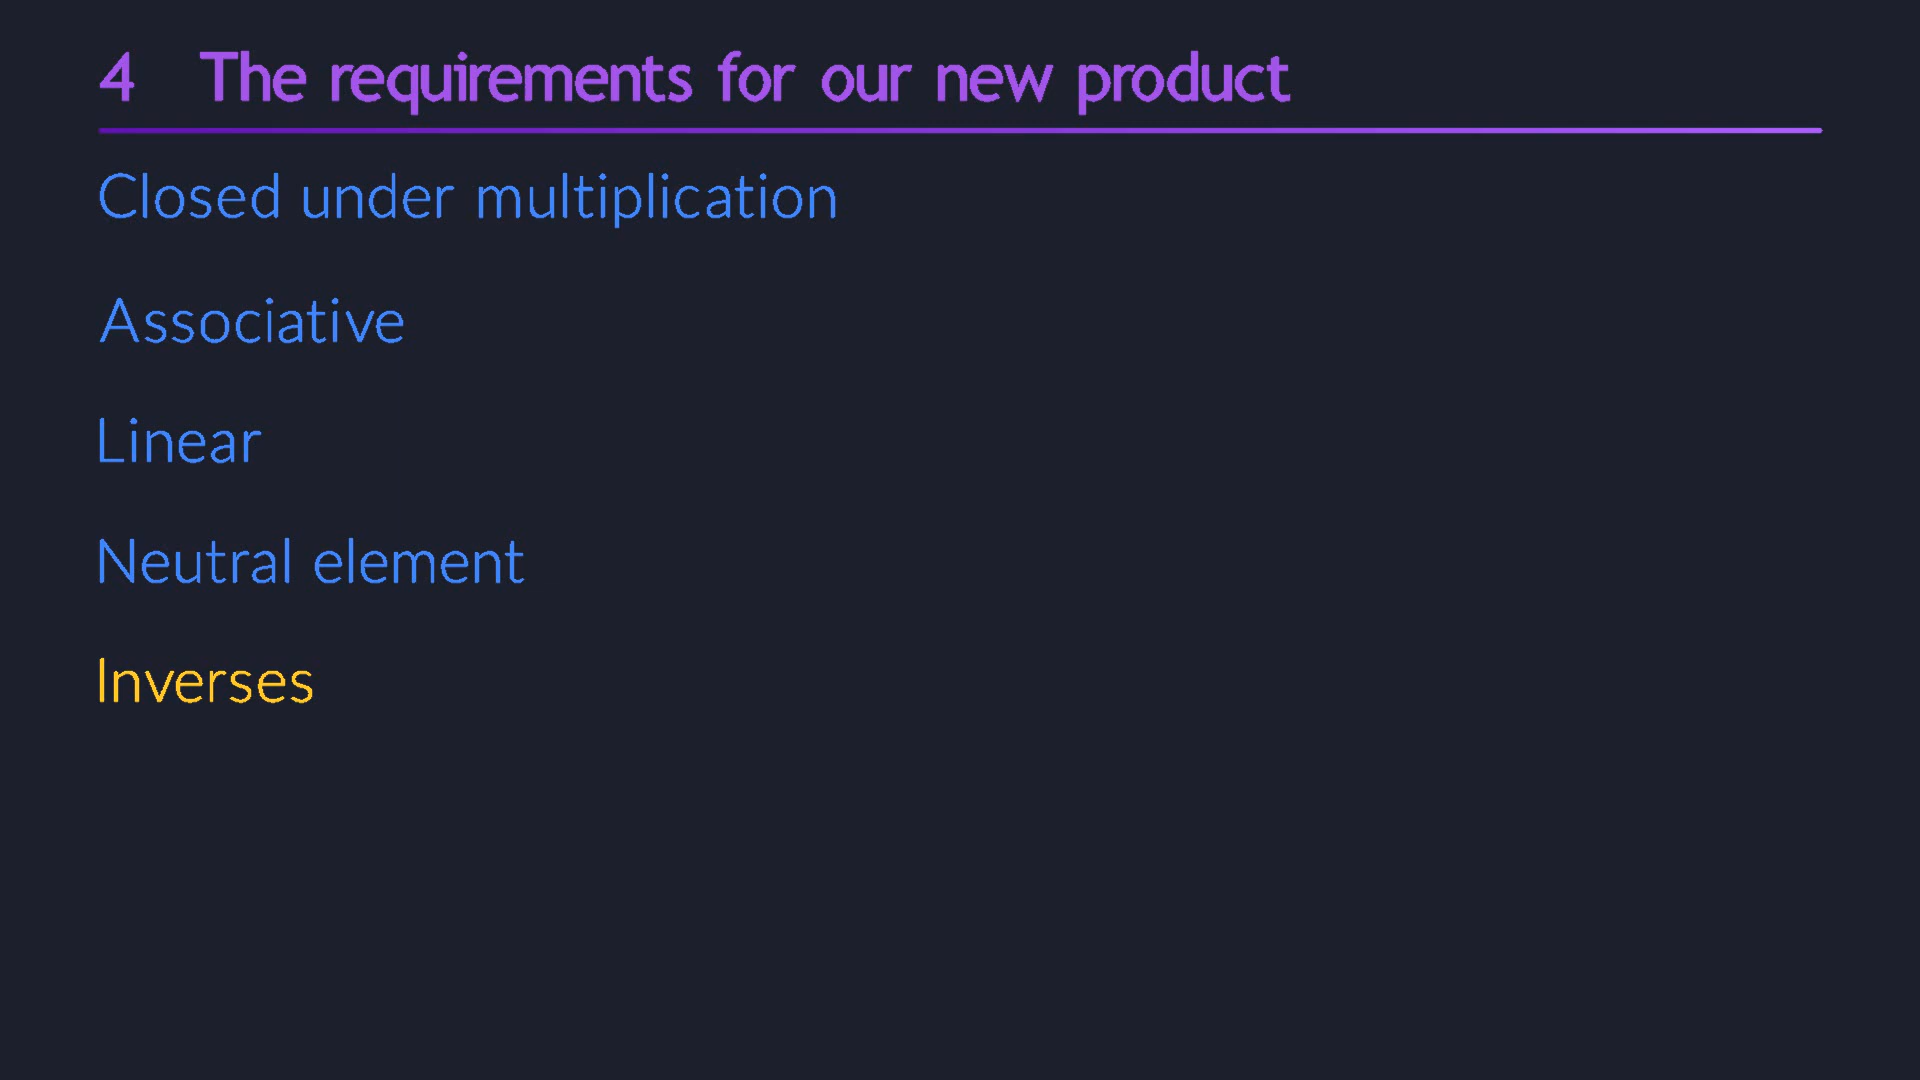 4 The requirements for our new product
Closed under multiplication
Associative
Linear
Neutral element
Inverses